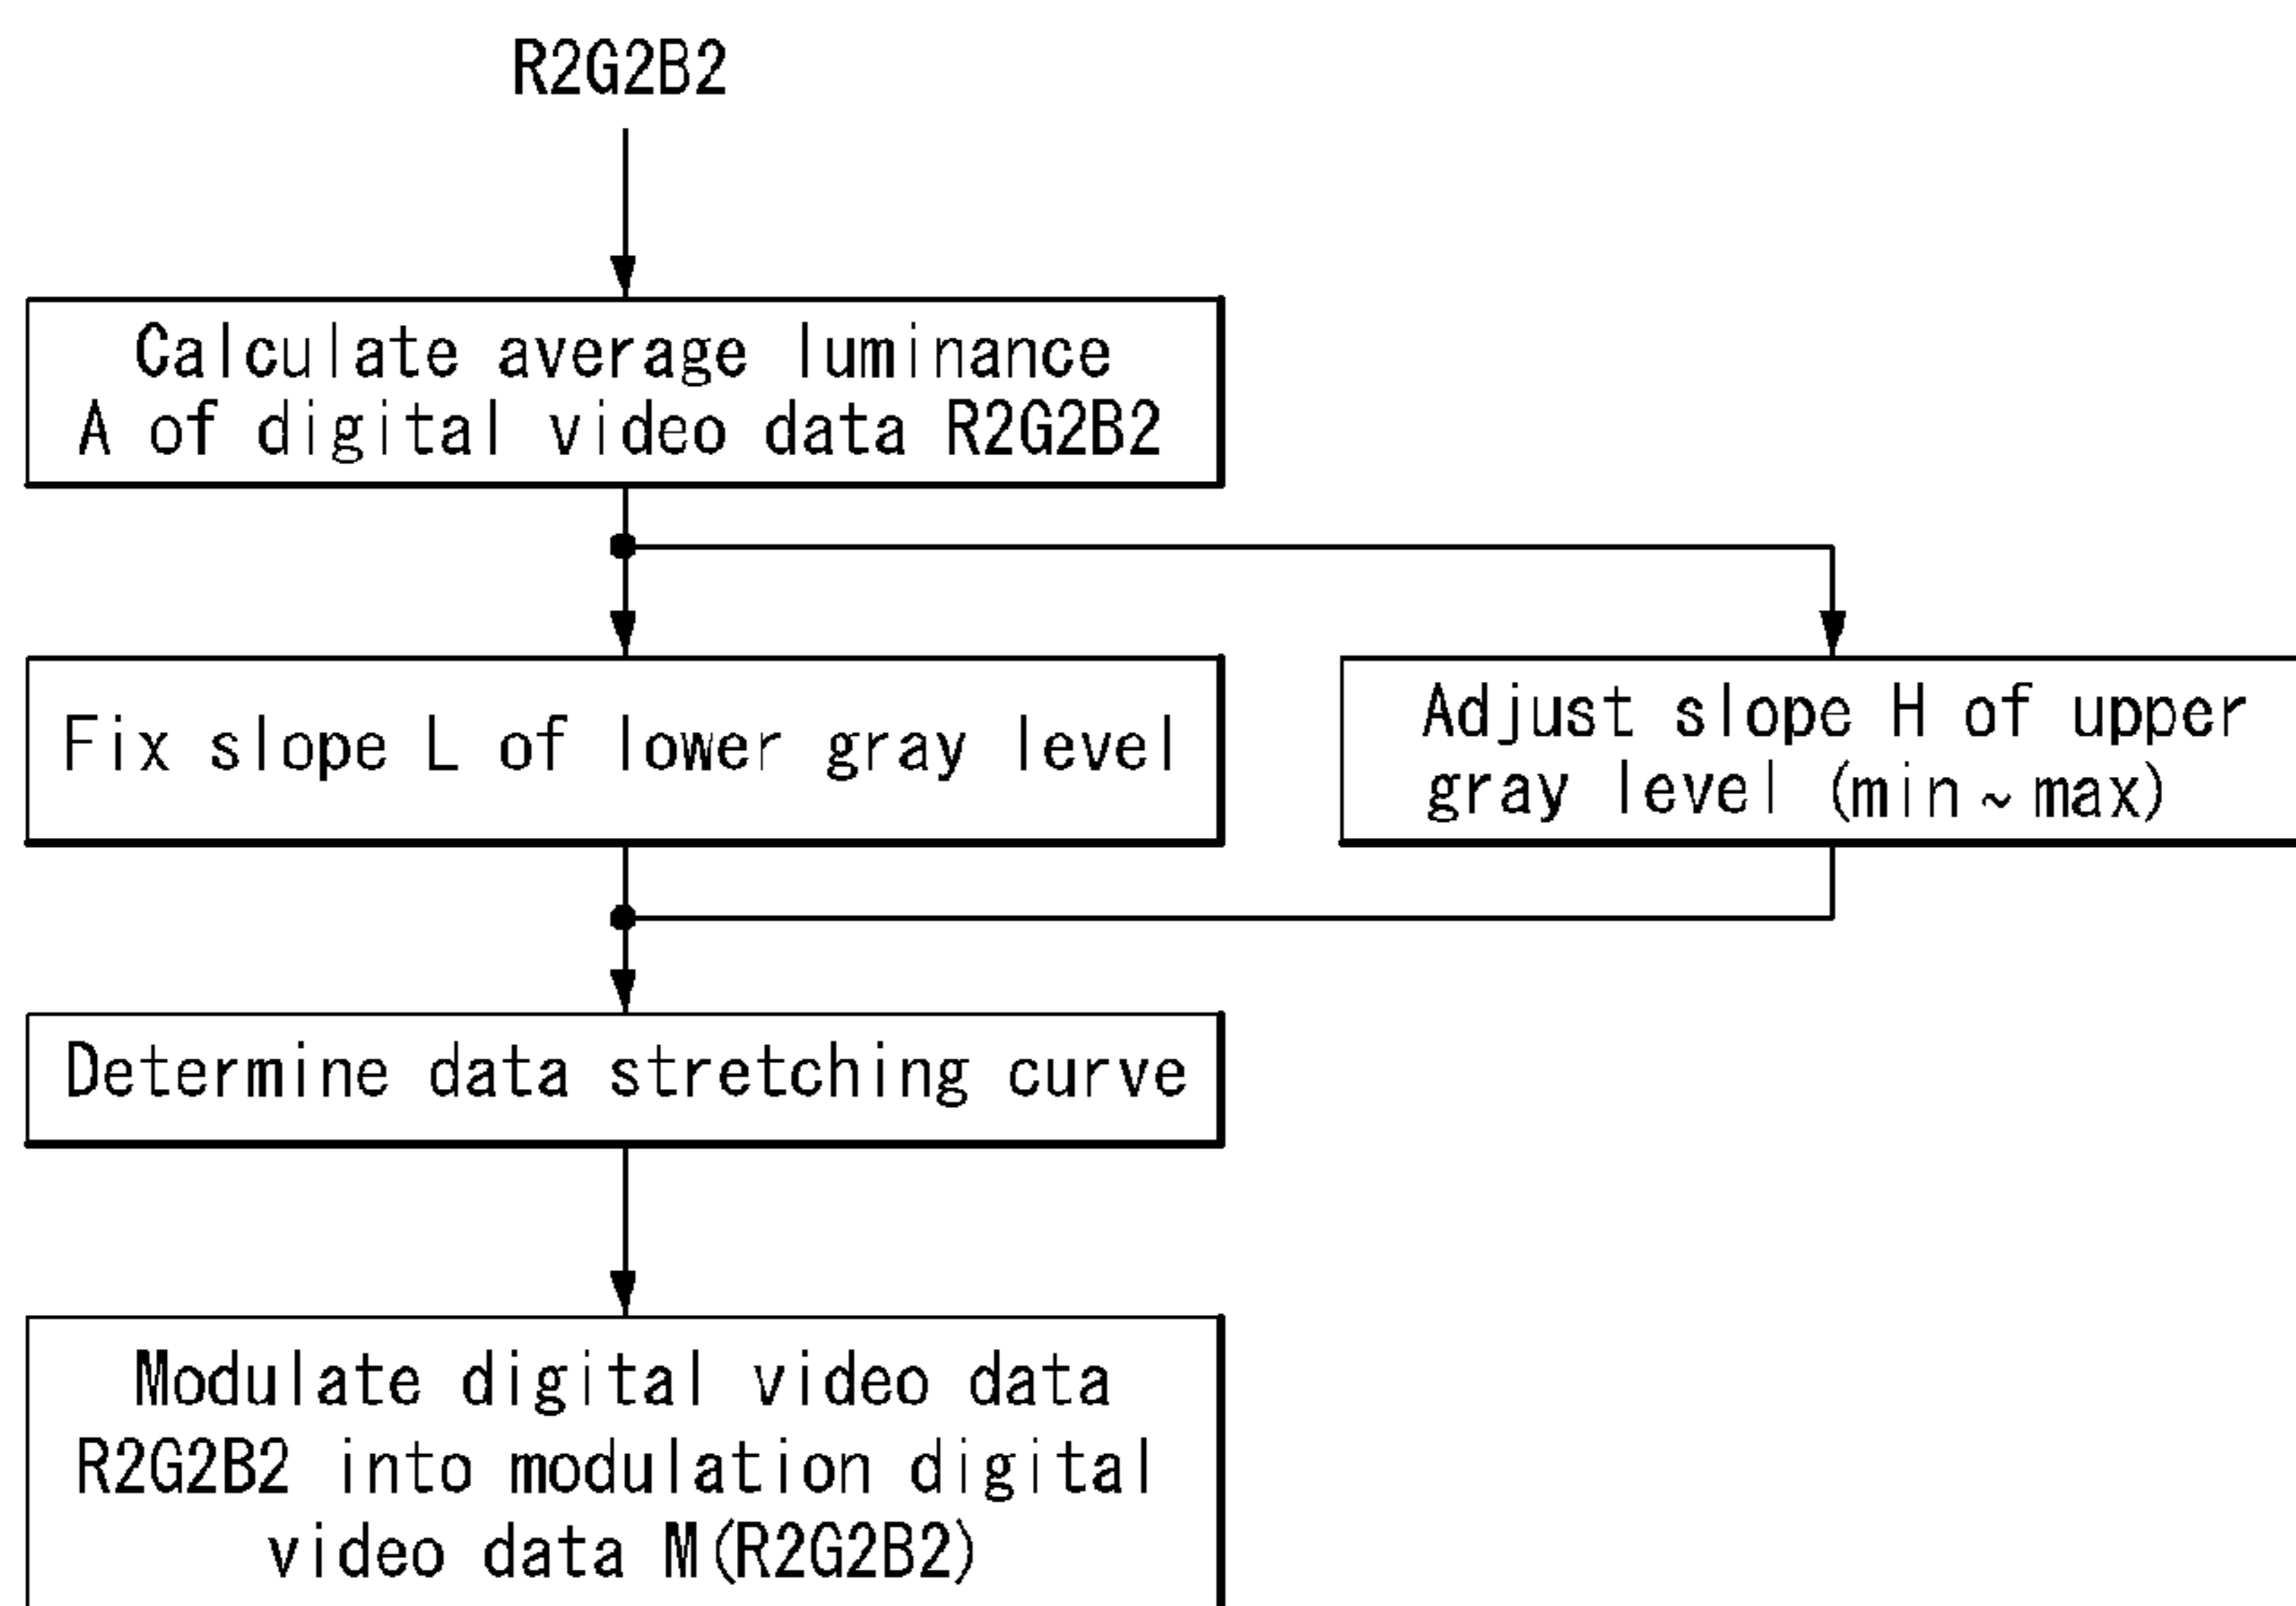 R2G2B2
Calculate average luminance
A of digital video data R2G2B2
Fix slope L of lower gray level
Adjust slope H of upper
gray level (min~max)
Determine data stretching curve
Modulate digital video data
R2G2B2 into modulation digital
video data M(R2G2B2)